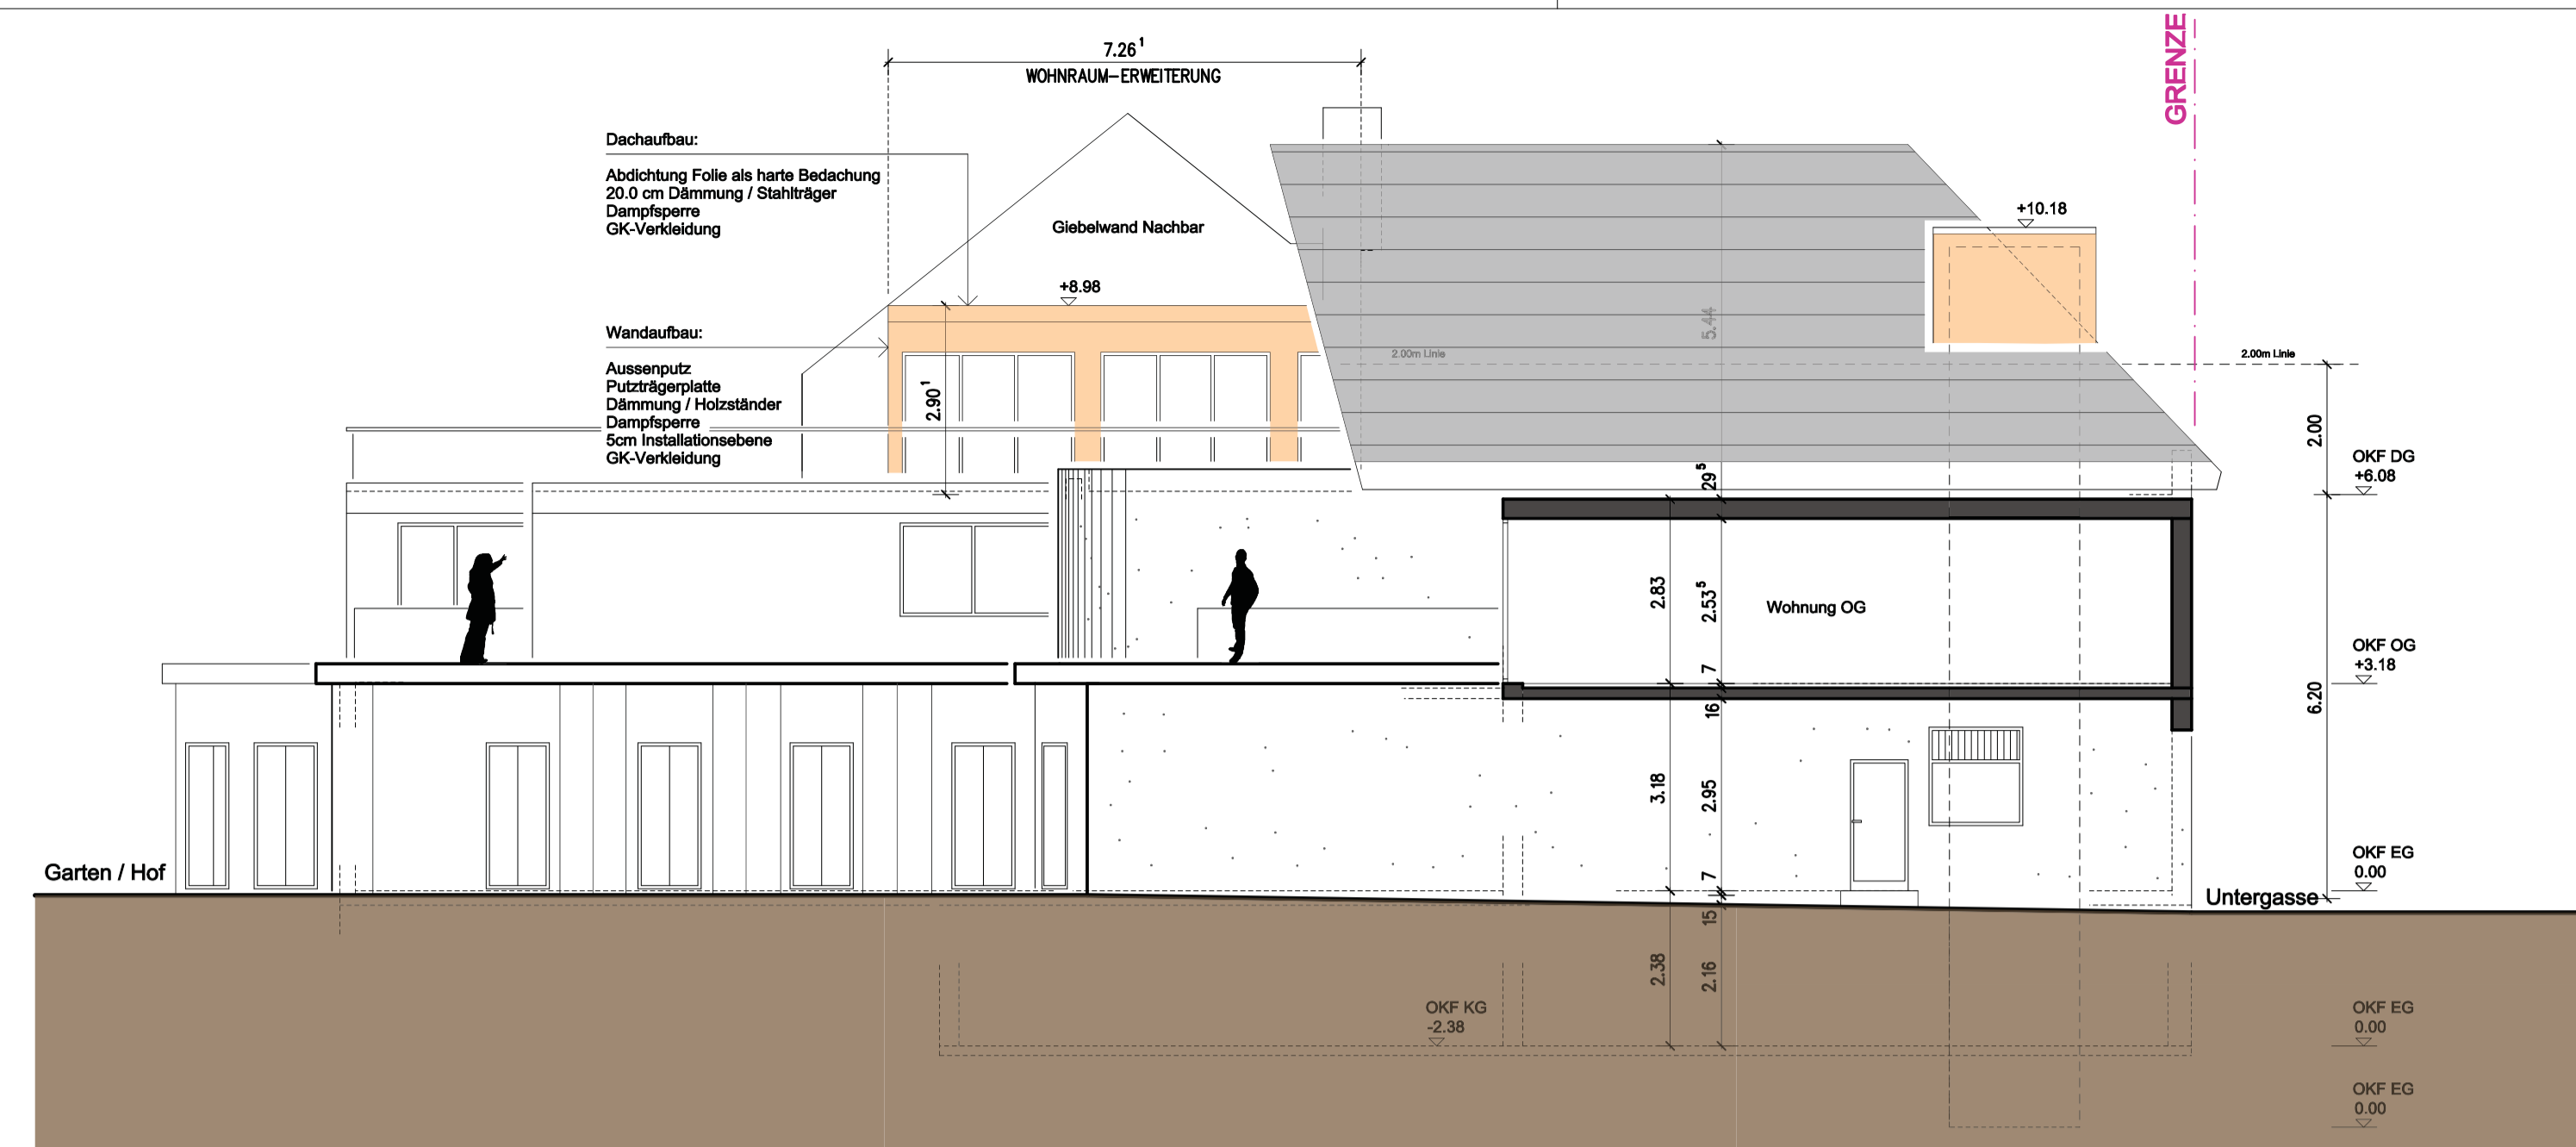 GRENZE
7.26¹
WOHNRAUM-ERWEITERUNG
Dachaufbau:
Abdichtung Folie als harte Bedachung
20.0 cm Dämmung / Stahlträger
Dampfsperre
GK-Verkleidung
Giebelwand Nachbar
+10.18
+8.98
Wandaufbau:
Aussenputz
Putzträgerplatte
Dämmung / Holzständer
Dampfsperre
5cm Installationsebene
GK-Verkleidung
2.90¹
5.44
2.00m Linie
2.00m Linie
2.00
OKF DG
+6.08
29⁵
2.83
2.53⁵
Wohnung OG
7
OKF OG
+3.18
6.20
16
3.18
2.95
7
OKF EG
0.00
Garten / Hof
Untergasse
15
2.38
2.16
OKF KG
-2.38
OKF EG
0.00
OKF EG
0.00